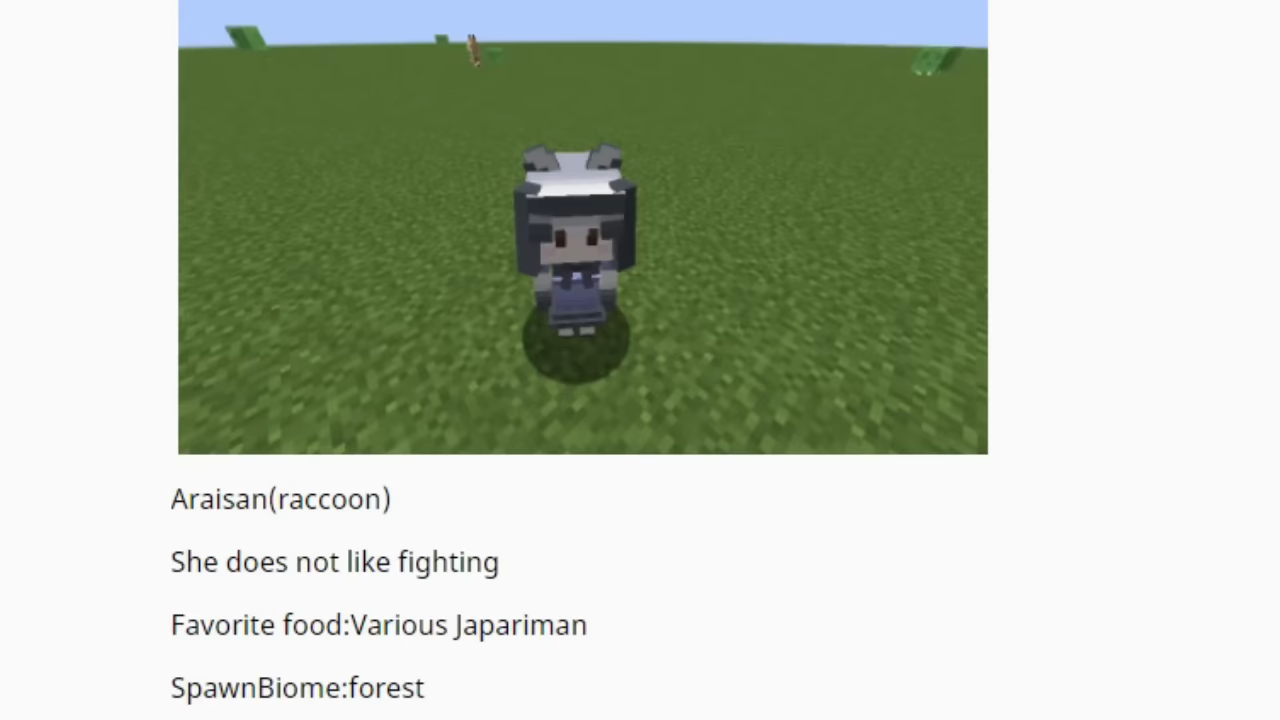 Araisan(raccoon)
She does not like fighting
Favorite food:Various Japariman
SpawnBiome:forest